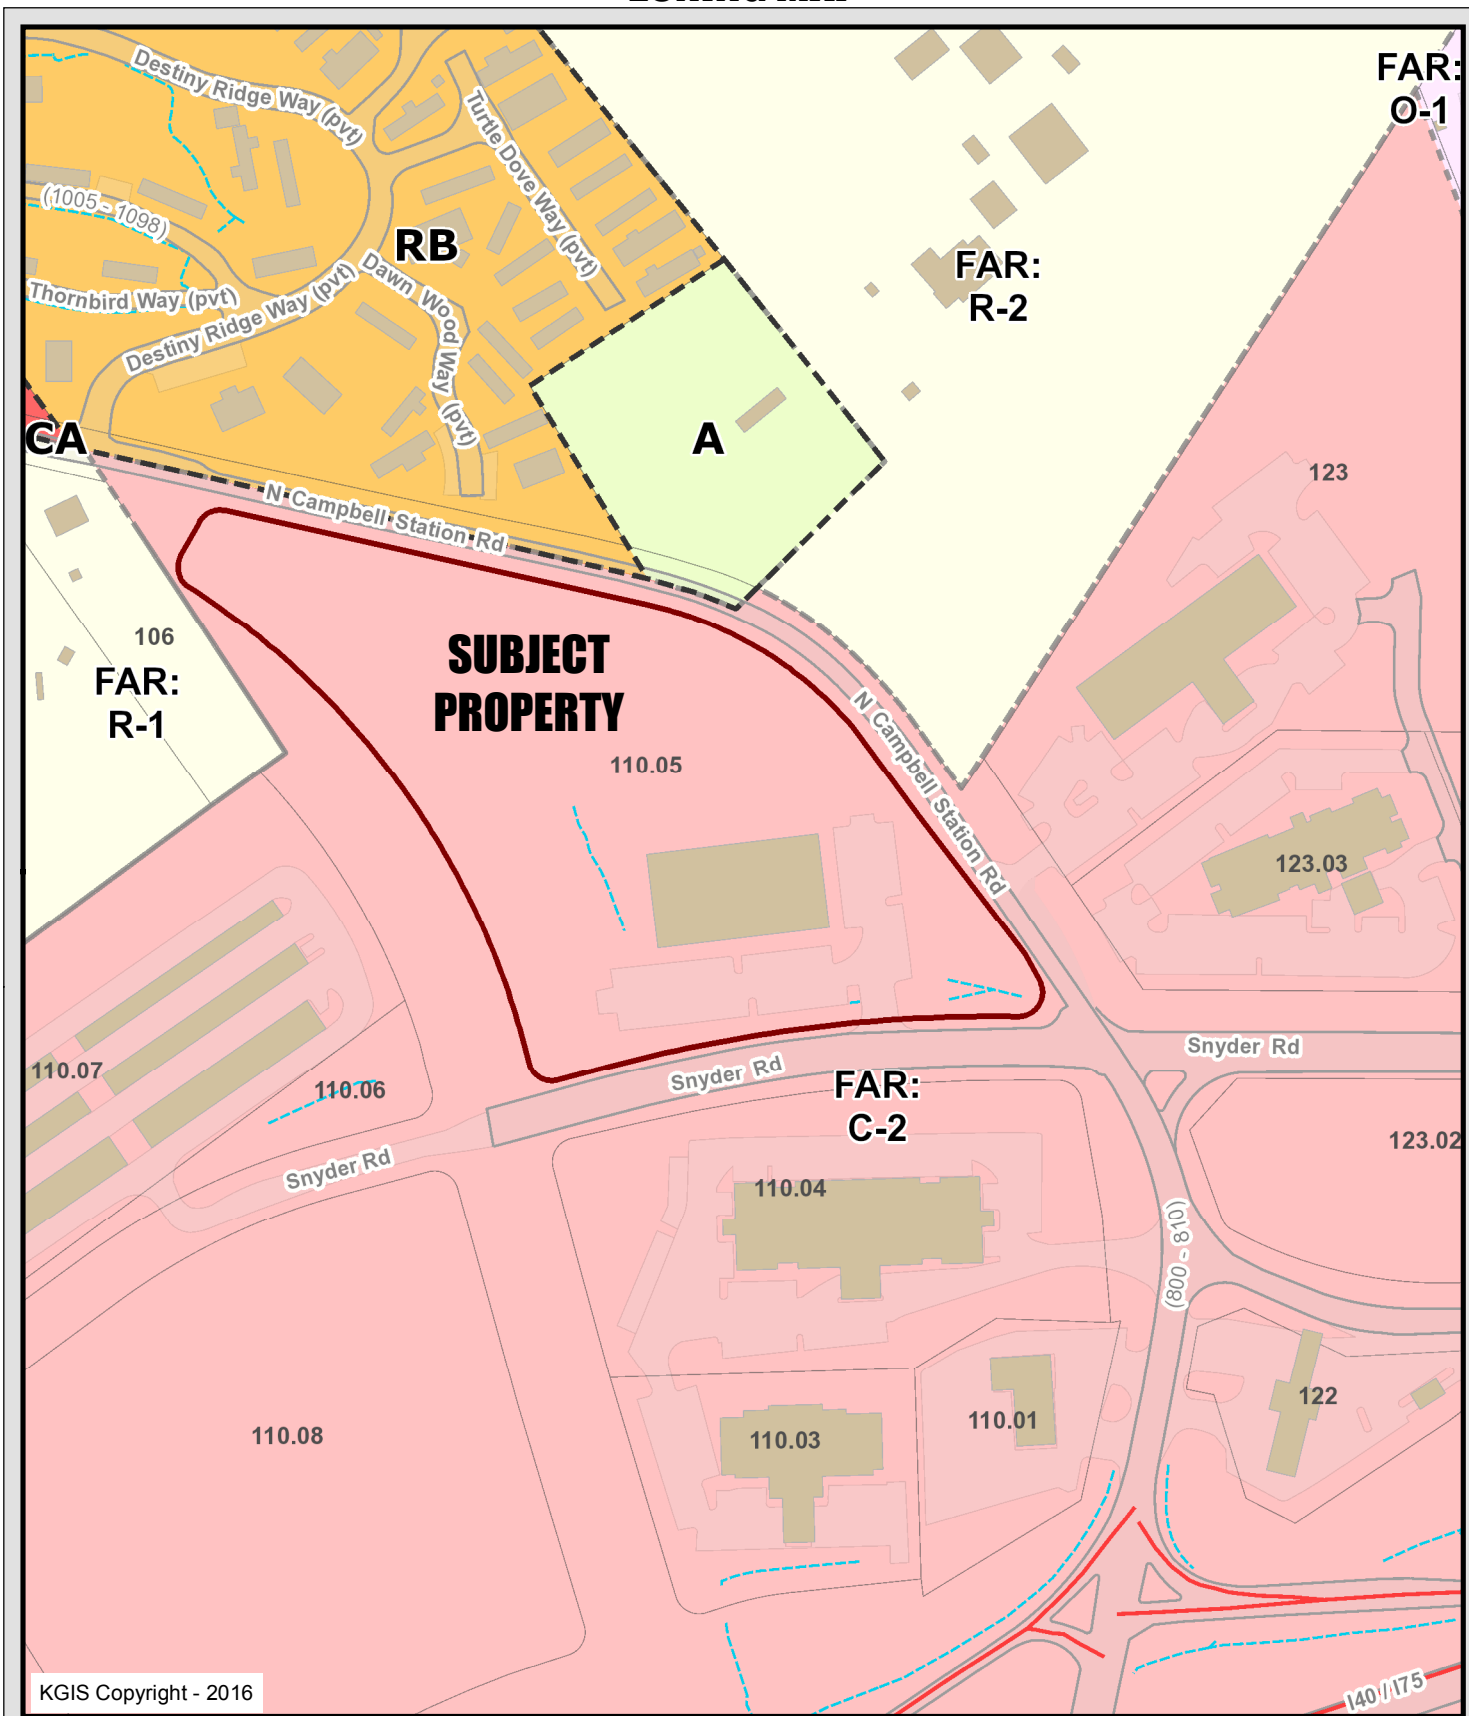 FAR:
O-1
Destiny Ridge Way (pvt)
Turtle Dove Way (pvt)
(1005 - 1098)
RB
FAR:
R-2
Dawn Wood Way (pvt)
Thornbird Way (pvt)
Destiny Ridge Way (pvt)
CA
A
123
N Campbell Station Rd
106
FAR:
R-1
SUBJECT
PROPERTY
110.05
N Campbell Station Rd
123.03
110.07
110.06
Snyder Rd
Snyder Rd
FAR:
C-2
123.02
Snyder Rd
110.04
(800 - 810)
110.08
110.03
110.01
122
KGIS Copyright - 2016
I40 / I75